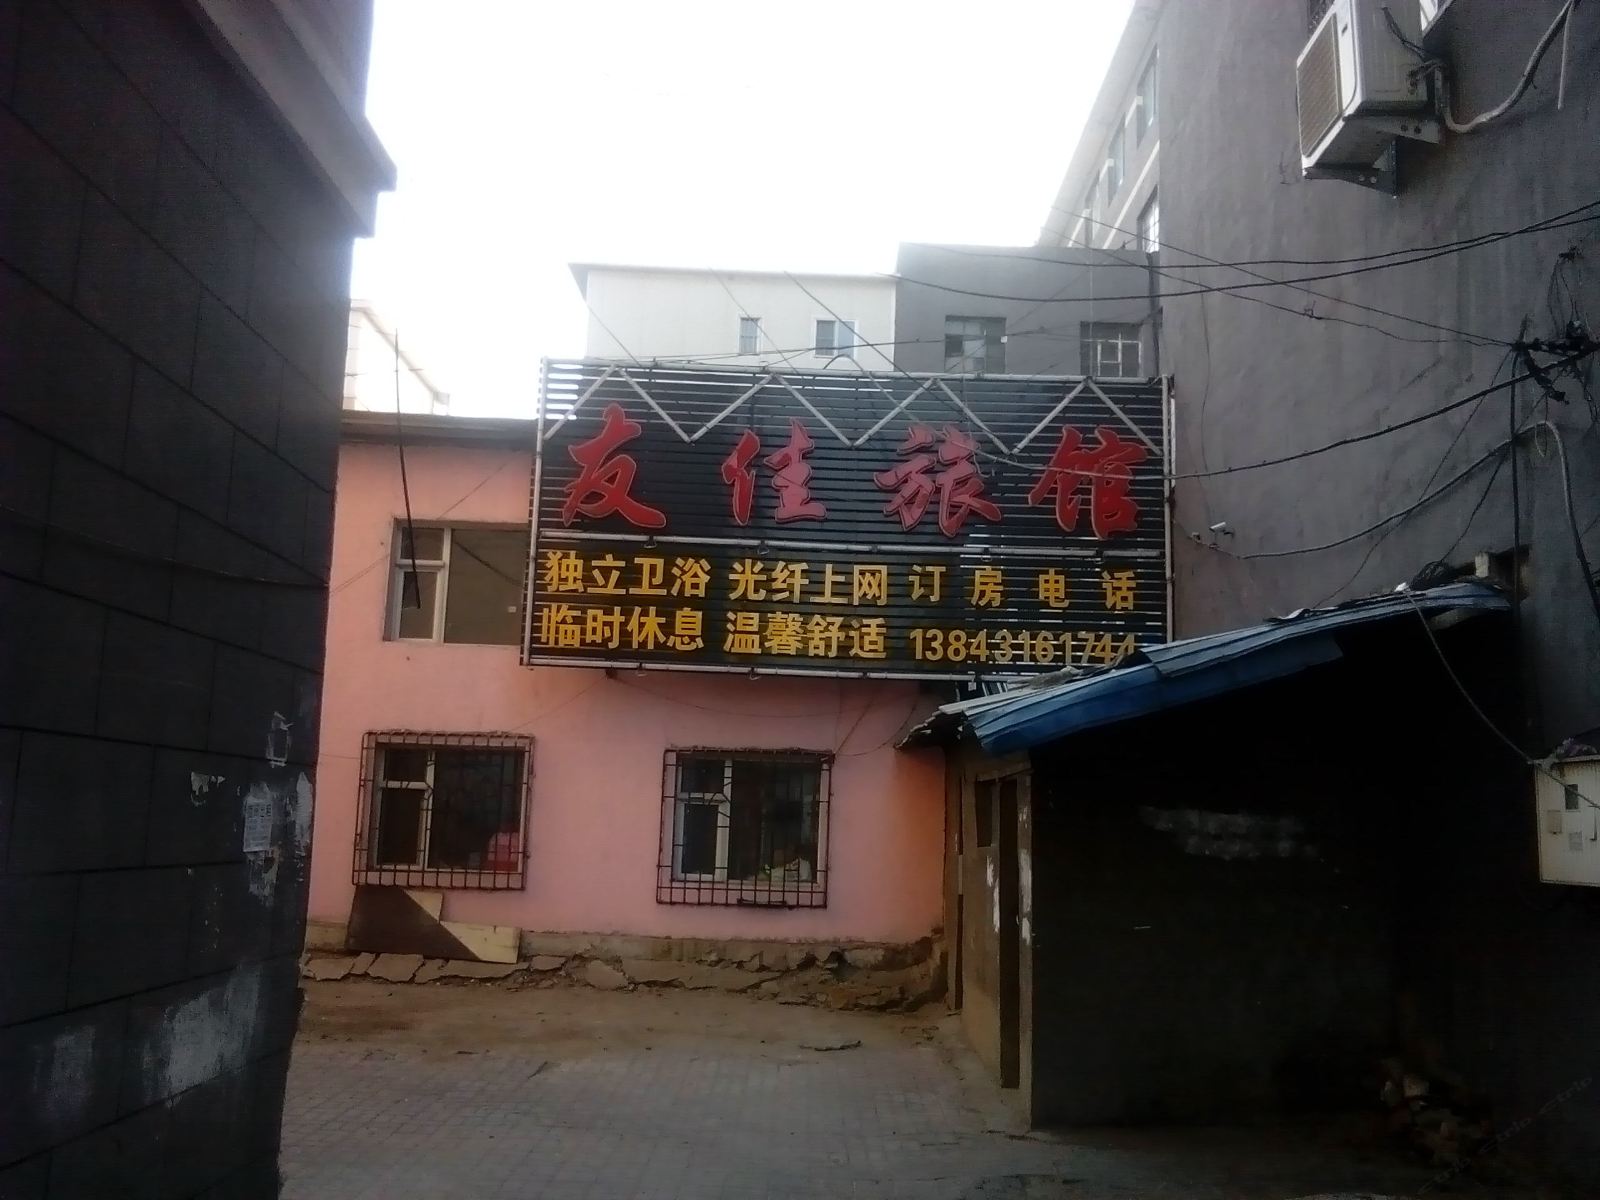 友佳旅馆
独立卫浴 光纤上网 订房电话
临时休息 温馨舒适 13843161744